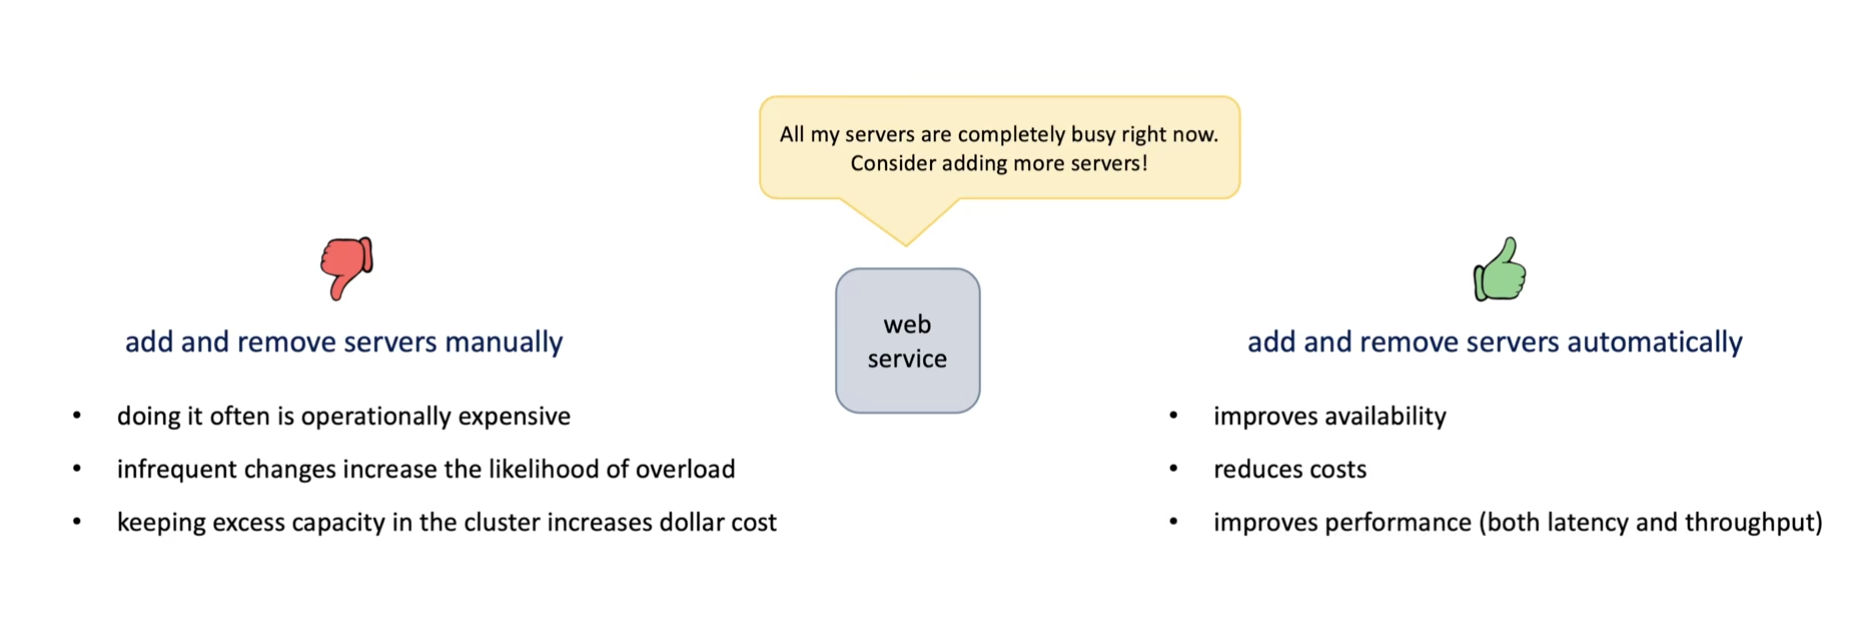 All my servers are completely busy right now.
Consider adding more servers!
web
service
add and remove servers manually
• doing it often is operationally expensive
• infrequent changes increase the likelihood of overload
• keeping excess capacity in the cluster increases dollar cost
add and remove servers automatically
• improves availability
• reduces costs
• improves performance (both latency and throughput)